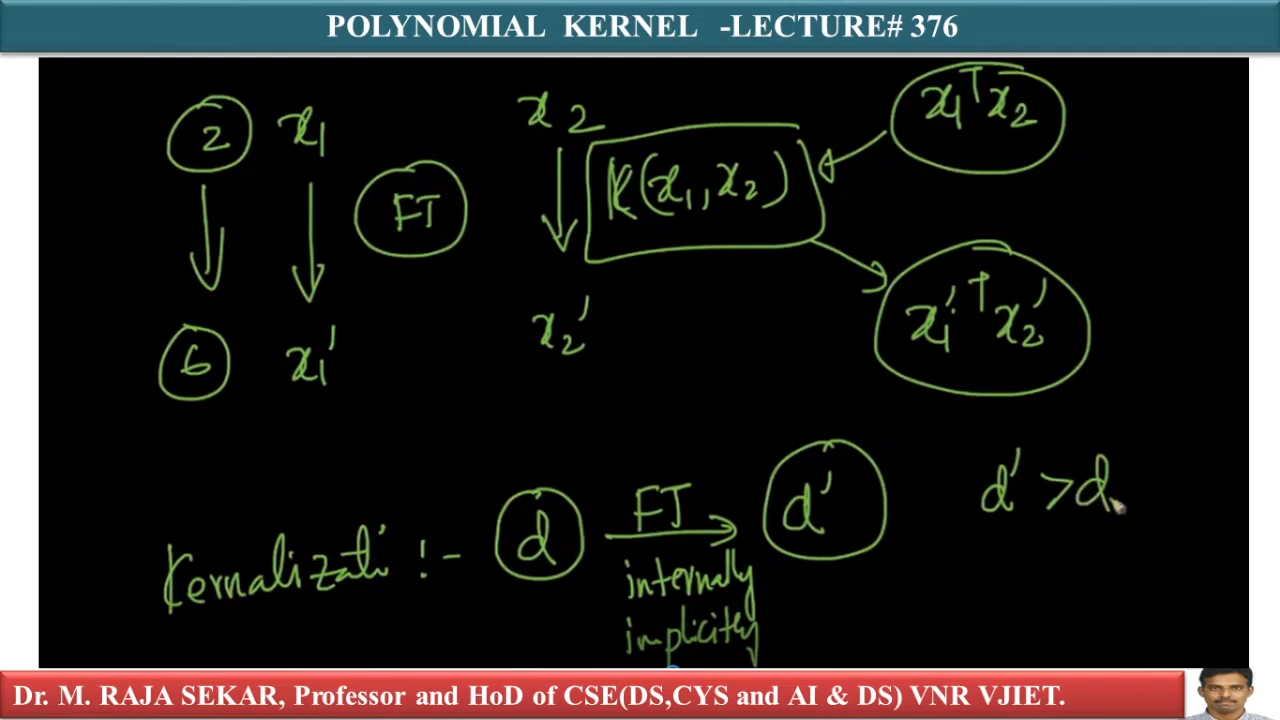 POLYNOMIAL KERNEL -LECTURE# 376
2 x₁ x₂ x₁ᵀx₂
FT K(x₁, x₂)
6 x₁' x₂' x₁'ᵀx₂'
Kernalizati :- d FT d' d' > d
internally
implicitly
Dr. M. RAJA SEKAR, Professor and HoD of CSE(DS,CYS and AI & DS) VNR VJIET.